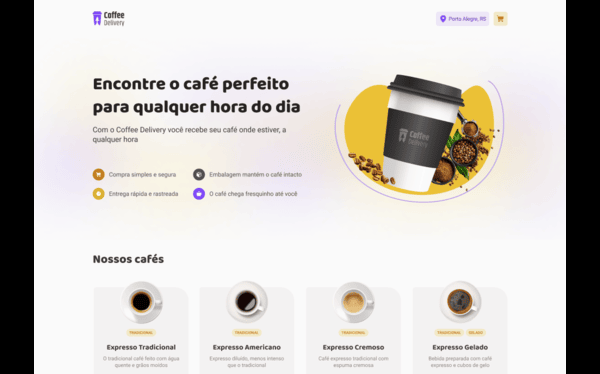 Coffee
Delivery
Porto Alegre, RS
Encontre o café perfeito
para qualquer hora do dia
Com o Coffee Delivery você recebe seu café onde estiver, a
qualquer hora
Compra simples e segura
Embalagem mantém o café intacto
Entrega rápida e rastreada
O café chega fresquinho até você
Coffee
Delivery
Nossos cafés
TRADICIONAL
TRADICIONAL
TRADICIONAL
TRADICIONAL
GELADO
Expresso Tradicional
Expresso Americano
Expresso Cremoso
Expresso Gelado
O tradicional café feito com água
quente e grãos moídos
Expresso diluído, menos intenso
que o tradicional
Café expresso tradicional com
espuma cremosa
Bebida preparada com café
expresso e cubos de gelo